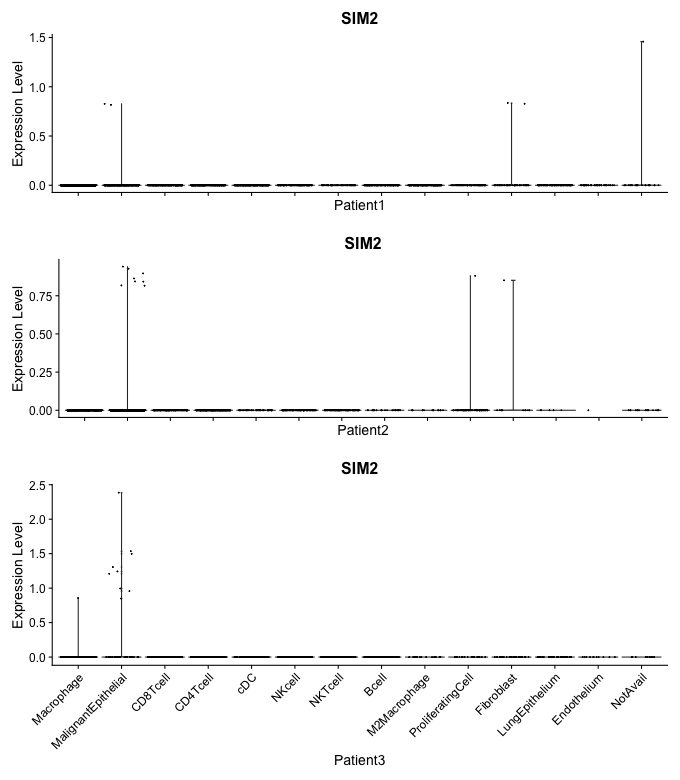 SIM2
Expression Level
1.5
1.0
0.5
0.0
Patient1
SIM2
Expression Level
0.75
0.50
0.25
0.00
Patient2
SIM2
Expression Level
2.5
2.0
1.5
1.0
0.5
0.0
Macrophage
MalignantEpithelial
CD8Tcell
CD4Tcell
cDC
NKcell
NKTcell
Bcell
M2Macrophage
ProliferatingCell
Fibroblast
LungEpithelium
Endothelium
NotAvail
Patient3